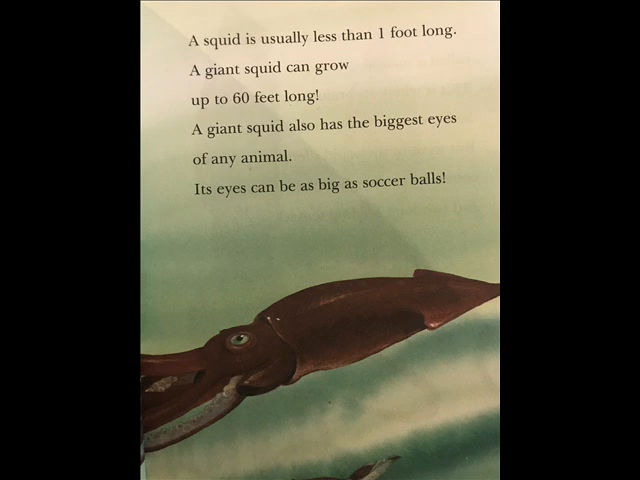 A squid is usually less than 1 foot long.
A giant squid can grow
up to 60 feet long!
A giant squid also has the biggest eyes
of any animal.
Its eyes can be as big as soccer balls!